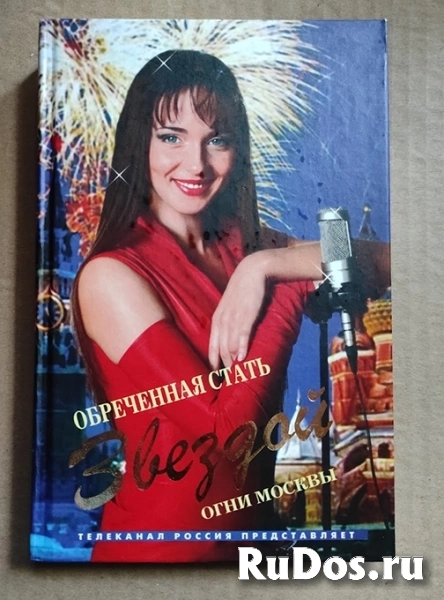 ОБРЕЧЕННАЯ СТАТЬ
Звездой
ОГНИ МОСКВЫ
ТЕЛЕКАНАЛ РОССИЯ ПРЕДСТАВЛЯЕТ
RuDos.ru